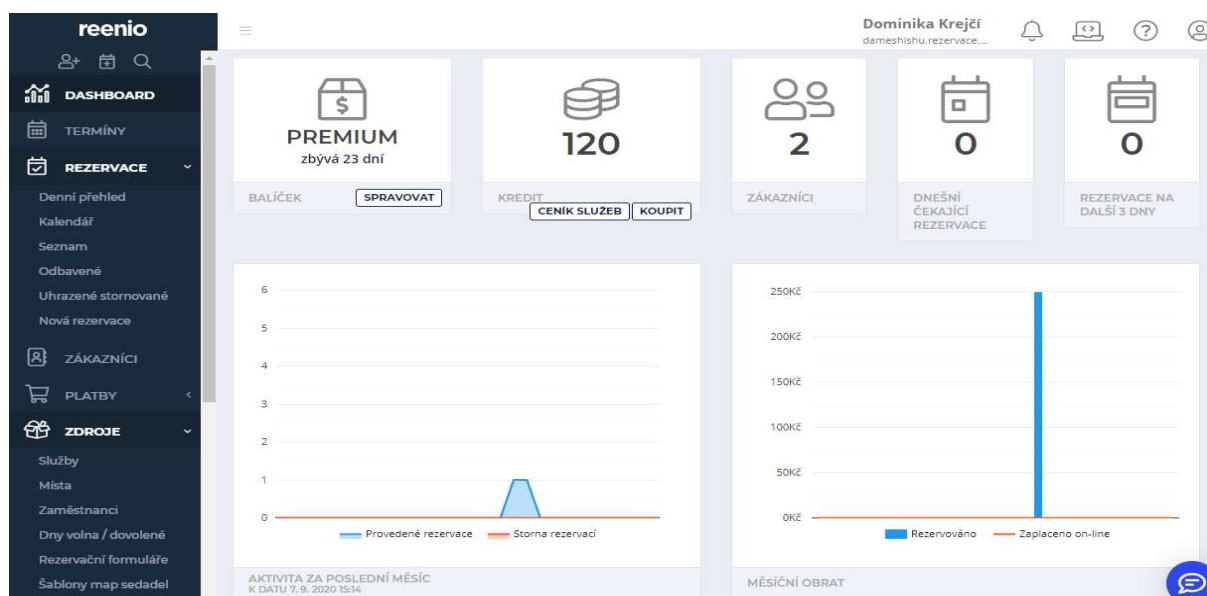 reenio
Dominika Krejčí
dameshishu.rezervace....
DASHBOARD
TERMÍNY
REZERVACE
Denní přehled
Kalendář
Seznam
Odbavené
Uhrazené stornované
Nová rezervace
ZÁKAZNÍCI
PLATBY
ZDROJE
Služby
Místa
Zaměstnanci
Dny volna / dovolené
Rezervační formuláře
Šablony map sedadel
PREMIUM
zbývá 23 dní
BALÍČEK
SPRAVOVAT
120
KREDIT
CENÍK SLUŽEB
KOUPIT
2
ZÁKAZNÍCI
0
DNEŠNÍ
ČEKAJÍCÍ
REZERVACE
0
REZERVACE NA
DALŠÍ 3 DNY
6
5
4
3
2
1
0
Provedené rezervace
Storna rezervací
AKTIVITA ZA POSLEDNÍ MĚSÍC
K DATU 7. 9. 2020 15:14
250Kč
200Kč
150Kč
100Kč
50Kč
0Kč
Rezervováno
Zaplaceno on-line
MĚSÍČNÍ OBRAT